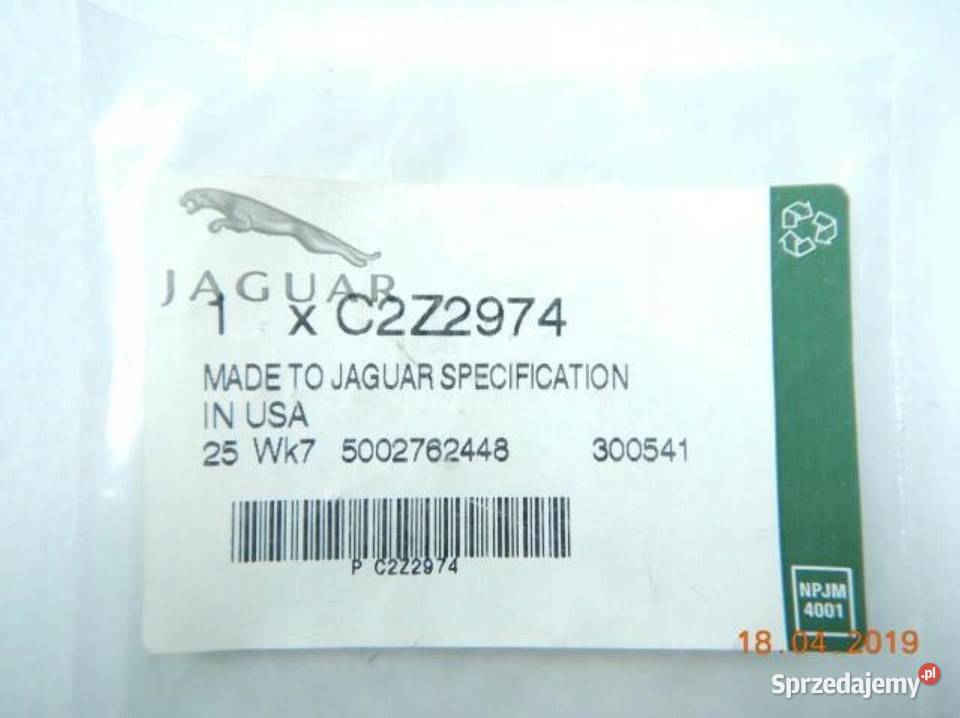 JAGUAR
1 x C2Z2974
MADE TO JAGUAR SPECIFICATION
IN USA
25 Wk7 5002762448 300541
P C2Z2974
NPJM
4001
18.04.2019
Sprzedajemy.pl